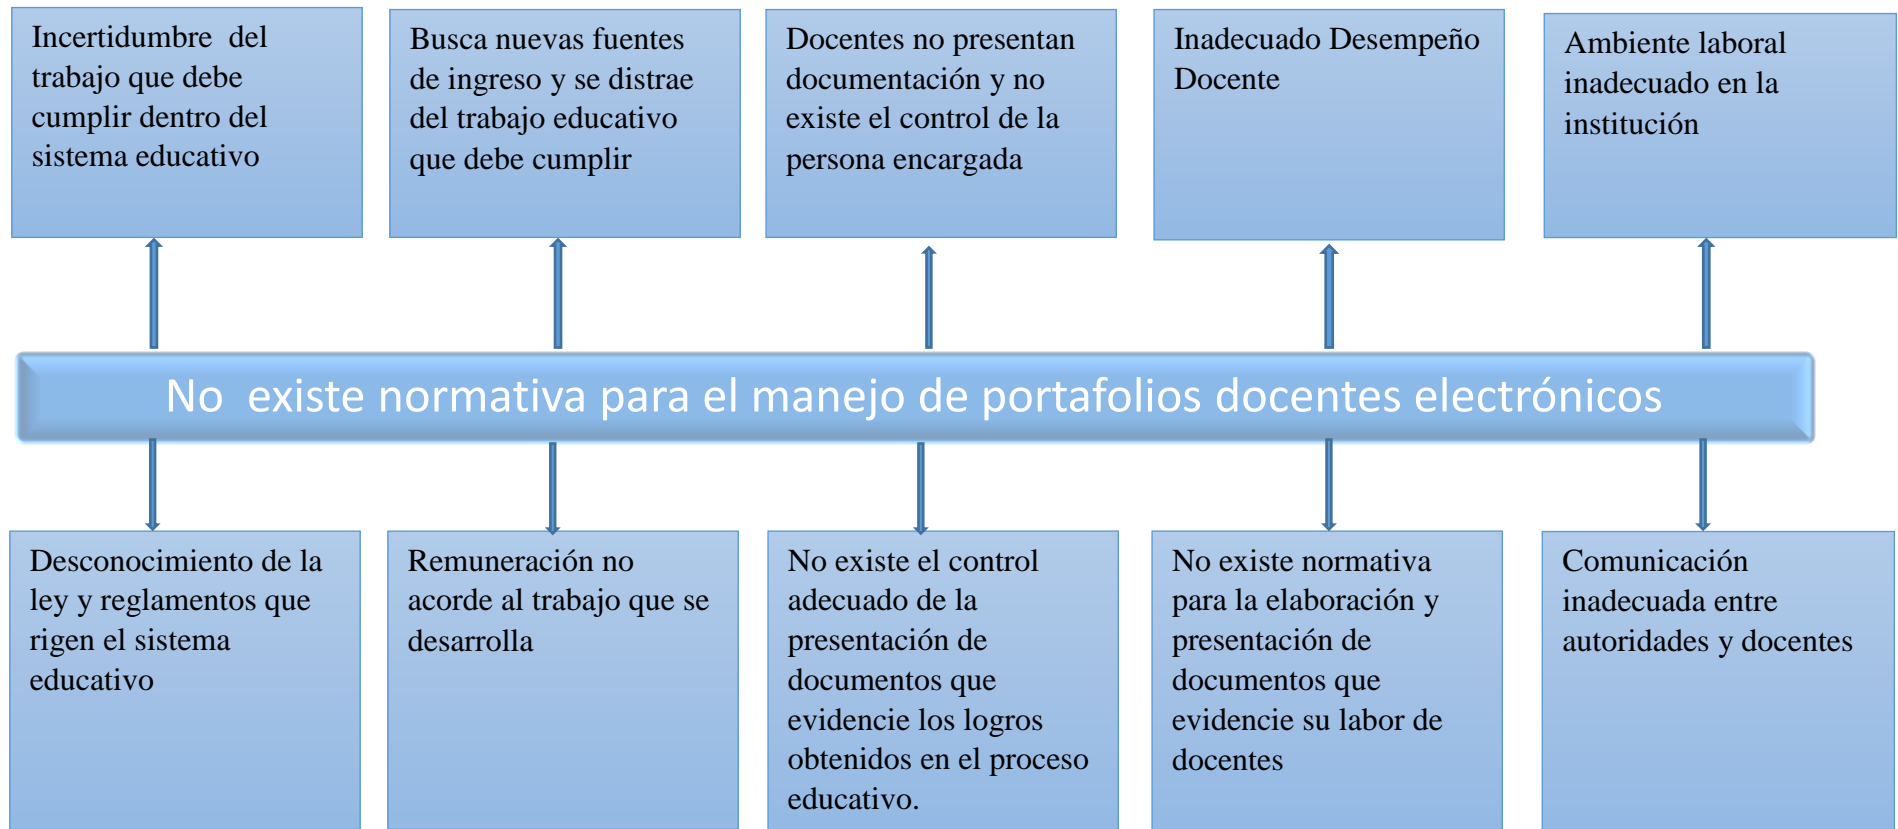 Incertidumbre  del
trabajo que debe
cumplir dentro del
sistema educativo
Busca nuevas fuentes
de ingreso y se distrae
del trabajo educativo
que debe cumplir
Docentes no presentan
documentación y no
existe el control de la
persona encargada
Inadecuado Desempeño
Docente
Ambiente laboral
inadecuado en la
institución
No  existe normativa para el manejo de portafolios docentes electrónicos
Desconocimiento de la
ley y reglamentos que
rigen el sistema
educativo
Remuneración no
acorde al trabajo que se
desarrolla
No existe el control
adecuado de la
presentación de
documentos que
evidencie los logros
obtenidos en el proceso
educativo.
No existe normativa
para la elaboración y
presentación de
documentos que
evidencie su labor de
docentes
Comunicación
inadecuada entre
autoridades y docentes